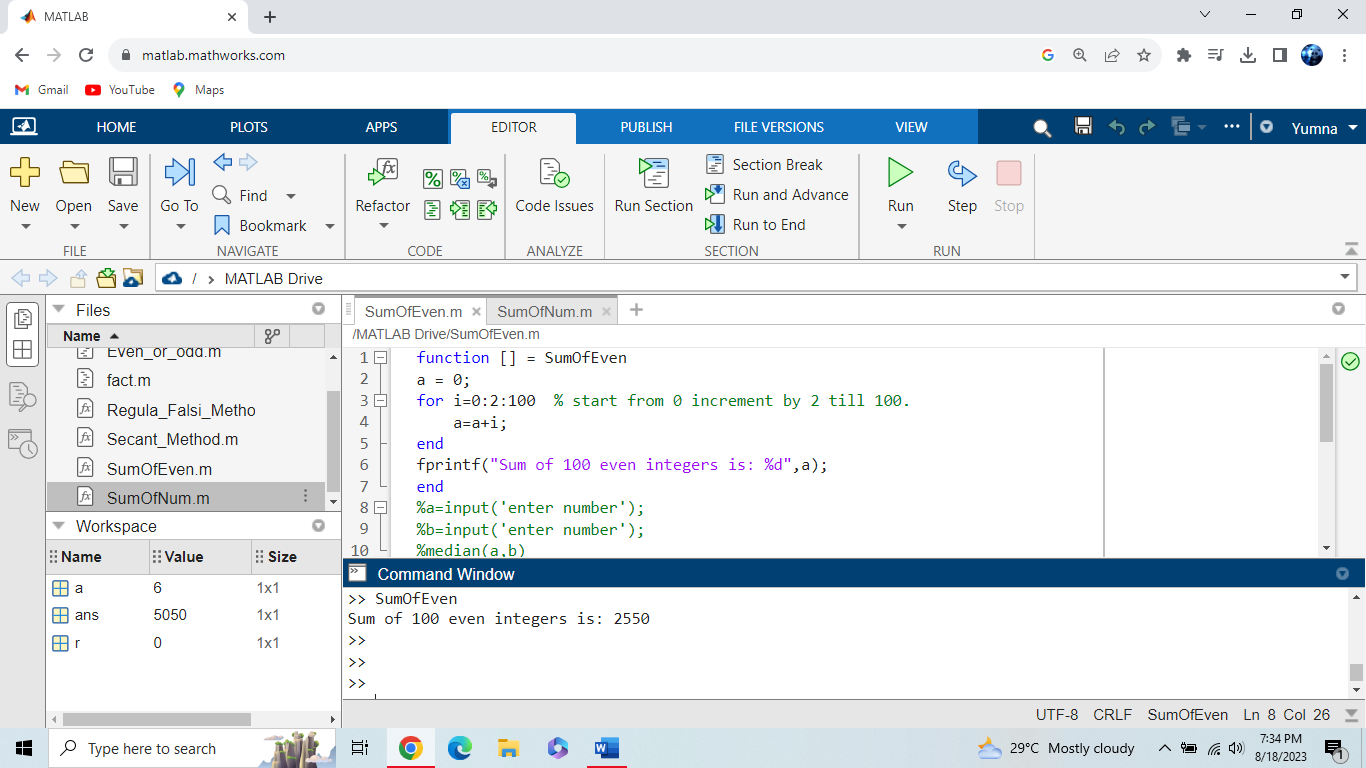 MATLAB
matlab.mathworks.com
Gmail YouTube Maps
HOME PLOTS APPS EDITOR PUBLISH FILE VERSIONS VIEW Yumna
New Open Save Go To Find Bookmark Refactor Code Issues Run Section Section Break Run and Advance Run to End Run Step Stop
FILE NAVIGATE CODE ANALYZE SECTION RUN
/ > MATLAB Drive
Files
Name
Even_or_odd.m
fact.m
Regula_Falsi_Metho
Secant_Method.m
SumOfEven.m
SumOfNum.m
Workspace
Name Value Size
a 6 1x1
ans 5050 1x1
r 0 1x1
SumOfEven.m SumOfNum.m
/MATLAB Drive/SumOfEven.m
1 function [] = SumOfEven
2 a = 0;
3 for i=0:2:100 % start from 0 increment by 2 till 100.
4 a=a+i;
5 end
6 fprintf("Sum of 100 even integers is: %d",a);
7 end
8 %a=input('enter number');
9 %b=input('enter number');
10 %median(a,b)
Command Window
>> SumOfEven
Sum of 100 even integers is: 2550
>>
>>
>>
UTF-8 CRLF SumOfEven Ln 8 Col 26
Type here to search
29°C Mostly cloudy
7:34 PM
8/18/2023
1